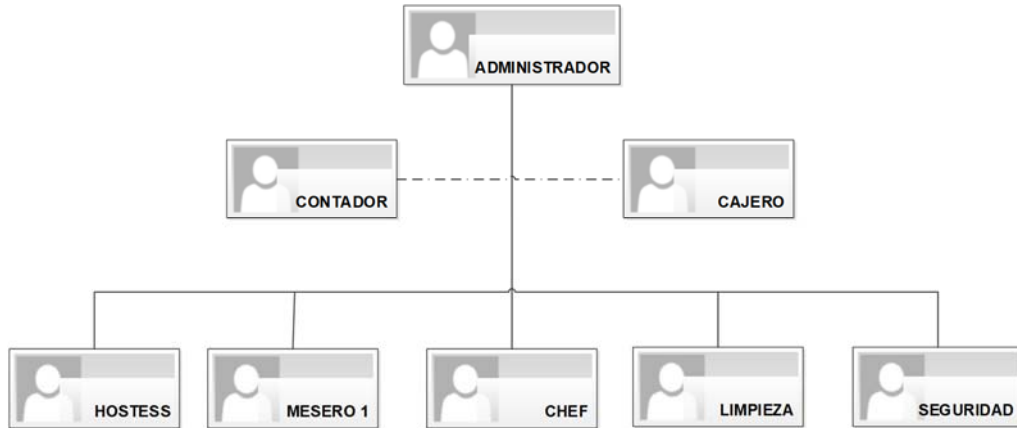 ADMINISTRADOR
CONTADOR
CAJERO
HOSTESS
MESERO 1
CHEF
LIMPIEZA
SEGURIDAD